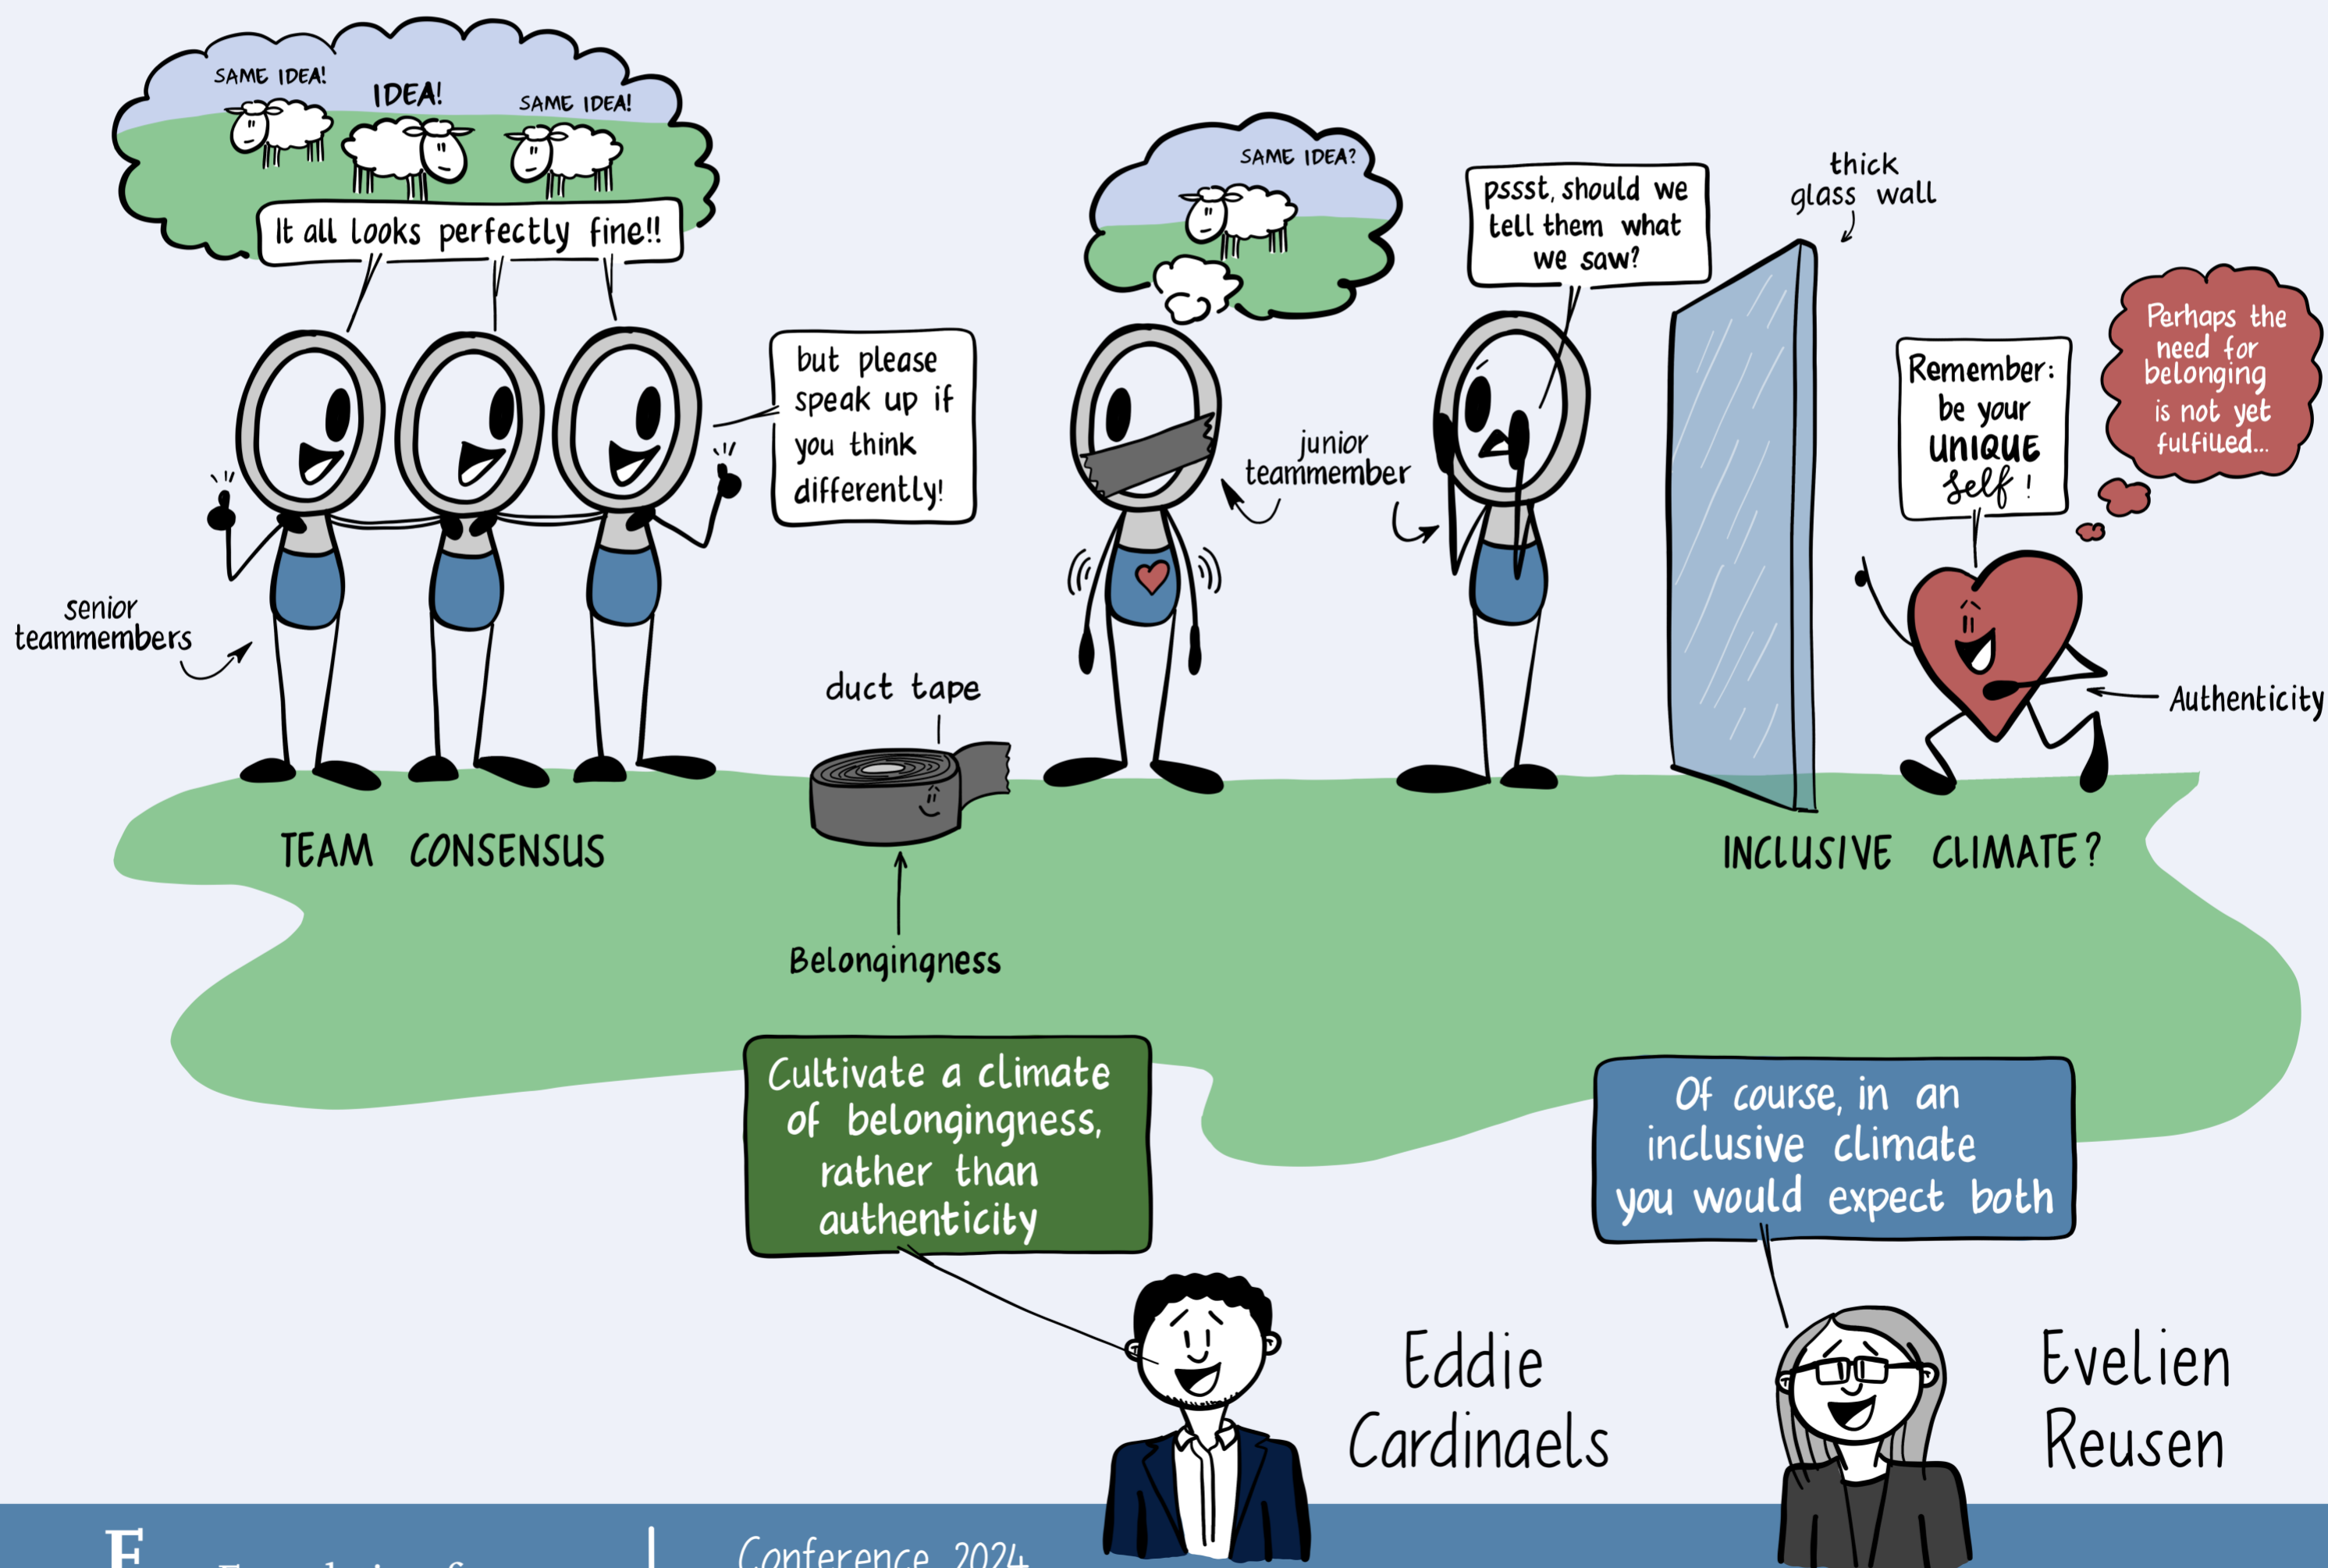 SAME IDEA!
IDEA!
SAME IDEA!
It all looks perfectly fine!!
but please
speak up if
you think
differently!
senior
teammembers
duct tape
SAME IDEA?
junior
teammember
pssst, should we
tell them what
we saw?
thick
glass wall
Remember:
be your
UNIQUE
self!
Perhaps the
need for
belonging
is not yet
fulfilled...
Authenticity
TEAM CONSENSUS
INCLUSIVE CLIMATE?
Belongingness
Cultivate a climate
of belongingness,
rather than
authenticity
Of course, in an
inclusive climate
you would expect both
Eddie
Cardinaels
Evelien
Reusen
Conference 2024